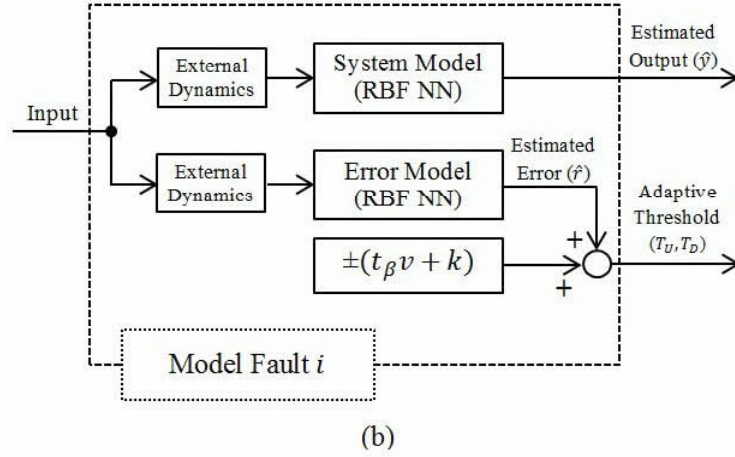 Input
External
Dynamics
System Model
(RBF NN)
Estimated
Output (ŷ)
External
Dynamics
Error Model
(RBF NN)
Estimated
Error (r̂)
Adaptive
Threshold
(T_U, T_D)
±(t_β v + k)
+
+
Model Fault i
(b)